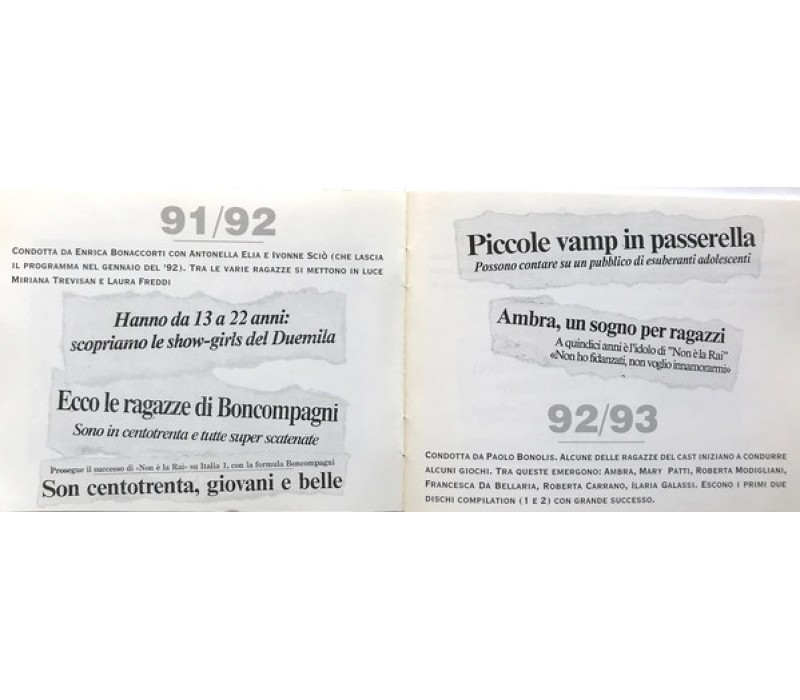 91/92
Condotta da Enrica Bonaccorti con Antonella Elia e Ivonne Sciò (che lascia
il programma nel gennaio del '92). Tra le varie ragazze si mettono in luce
Miriana Trevisan e Laura Freddi
Hanno da 13 a 22 anni:
scopriamo le show-girls del Duemila
Ecco le ragazze di Boncompagni
Sono in centotrenta e tutte super scatenate
Prosegue il successo di «Non è la Rai» su Italia 1, con la formula Boncompagni
Son centotrenta, giovani e belle
Piccole vamp in passerella
Possono contare su un pubblico di esuberanti adolescenti
Ambra, un sogno per ragazzi
A quindici anni è l'idolo di "Non è la Rai"
«Non ho fidanzati, non voglio innamorarmi»
92/93
Condotta da Paolo Bonolis. Alcune delle ragazze del cast iniziano a condurre
alcuni giochi. Tra queste emergono: Ambra, Mary Patti, Roberta Modigliani,
Francesca Da Bellaria, Roberta Carrano, Ilaria Galassi. Escono i primi due
dischi compilation (1 e 2) con grande successo.